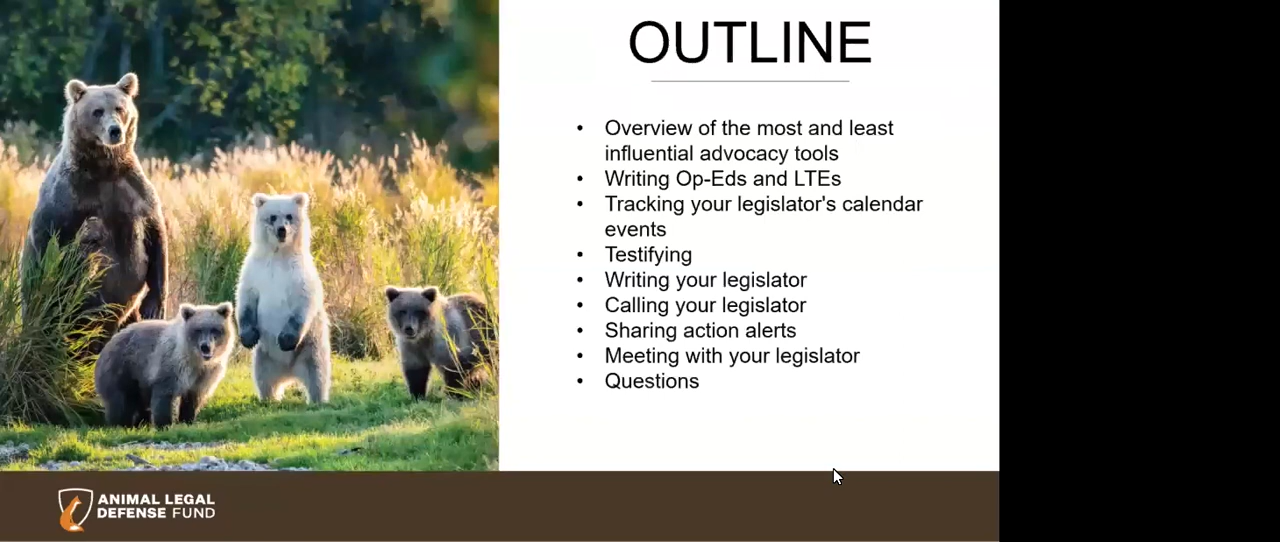 OUTLINE
• Overview of the most and least
influential advocacy tools
• Writing Op-Eds and LTEs
• Tracking your legislator's calendar
events
• Testifying
• Writing your legislator
• Calling your legislator
• Sharing action alerts
• Meeting with your legislator
• Questions
ANIMAL LEGAL
DEFENSE FUND